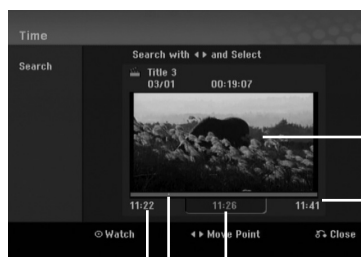 Time
Search
Search with ◂ ▸ and Select
Title 3
03/01 00:19:07
11:22 11:26 11:41
⊙ Watch ◂ ▸ Move Point Close